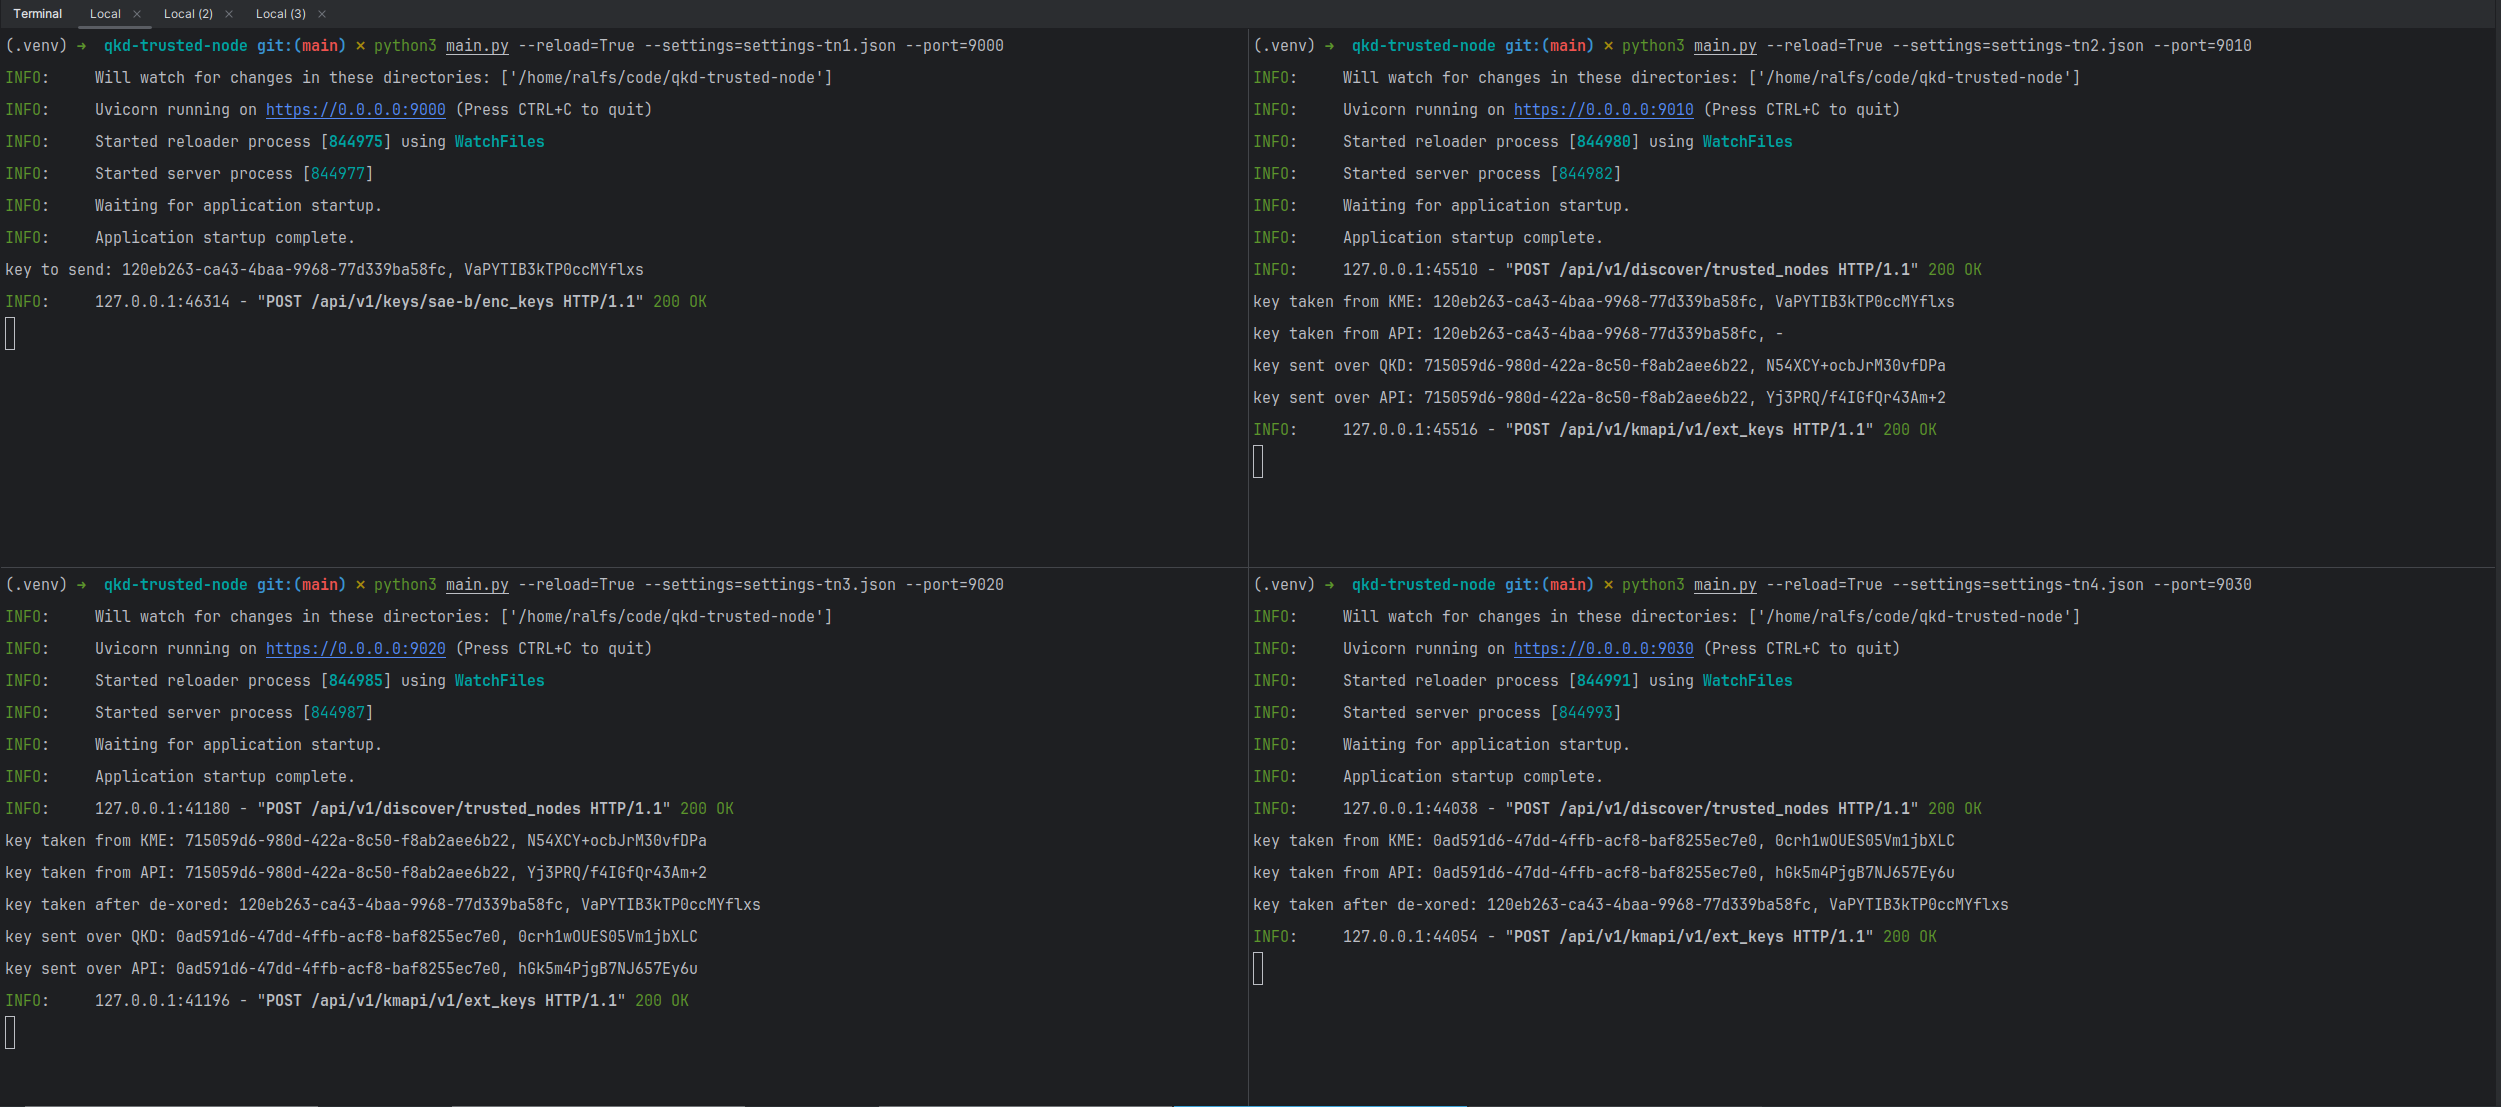 Terminal Local × Local (2) × Local (3) ×
(.venv) → qkd-trusted-node git:(main) × python3 main.py --reload=True --settings=settings-tn1.json --port=9000
INFO: Will watch for changes in these directories: ['/home/ralfs/code/qkd-trusted-node']
INFO: Uvicorn running on https://0.0.0.0:9000 (Press CTRL+C to quit)
INFO: Started reloader process [844975] using WatchFiles
INFO: Started server process [844977]
INFO: Waiting for application startup.
INFO: Application startup complete.
key to send: 120eb263-ca43-4baa-9968-77d339ba58fc, VaPYTIB3kTP0ccMYflxs
INFO: 127.0.0.1:46314 - "POST /api/v1/keys/sae-b/enc_keys HTTP/1.1" 200 OK
(.venv) → qkd-trusted-node git:(main) × python3 main.py --reload=True --settings=settings-tn2.json --port=9010
INFO: Will watch for changes in these directories: ['/home/ralfs/code/qkd-trusted-node']
INFO: Uvicorn running on https://0.0.0.0:9010 (Press CTRL+C to quit)
INFO: Started reloader process [844980] using WatchFiles
INFO: Started server process [844982]
INFO: Waiting for application startup.
INFO: Application startup complete.
INFO: 127.0.0.1:45510 - "POST /api/v1/discover/trusted_nodes HTTP/1.1" 200 OK
key taken from KME: 120eb263-ca43-4baa-9968-77d339ba58fc, VaPYTIB3kTP0ccMYflxs
key taken from API: 120eb263-ca43-4baa-9968-77d339ba58fc, -
key sent over QKD: 715059d6-980d-422a-8c50-f8ab2aee6b22, N54XCY+ocbJrM30vfDPa
key sent over API: 715059d6-980d-422a-8c50-f8ab2aee6b22, Yj3PRQ/f4IGfQr43Am+2
INFO: 127.0.0.1:45516 - "POST /api/v1/kmapi/v1/ext_keys HTTP/1.1" 200 OK
(.venv) → qkd-trusted-node git:(main) × python3 main.py --reload=True --settings=settings-tn3.json --port=9020
INFO: Will watch for changes in these directories: ['/home/ralfs/code/qkd-trusted-node']
INFO: Uvicorn running on https://0.0.0.0:9020 (Press CTRL+C to quit)
INFO: Started reloader process [844985] using WatchFiles
INFO: Started server process [844987]
INFO: Waiting for application startup.
INFO: Application startup complete.
INFO: 127.0.0.1:41180 - "POST /api/v1/discover/trusted_nodes HTTP/1.1" 200 OK
key taken from KME: 715059d6-980d-422a-8c50-f8ab2aee6b22, N54XCY+ocbJrM30vfDPa
key taken from API: 715059d6-980d-422a-8c50-f8ab2aee6b22, Yj3PRQ/f4IGfQr43Am+2
key taken after de-xored: 120eb263-ca43-4baa-9968-77d339ba58fc, VaPYTIB3kTP0ccMYflxs
key sent over QKD: 0ad591d6-47dd-4ffb-acf8-baf8255ec7e0, 0crh1wOUES05Vm1jbXLC
key sent over API: 0ad591d6-47dd-4ffb-acf8-baf8255ec7e0, hGk5m4PjgB7NJ657Ey6u
INFO: 127.0.0.1:41196 - "POST /api/v1/kmapi/v1/ext_keys HTTP/1.1" 200 OK
(.venv) → qkd-trusted-node git:(main) × python3 main.py --reload=True --settings=settings-tn4.json --port=9030
INFO: Will watch for changes in these directories: ['/home/ralfs/code/qkd-trusted-node']
INFO: Uvicorn running on https://0.0.0.0:9030 (Press CTRL+C to quit)
INFO: Started reloader process [844991] using WatchFiles
INFO: Started server process [844993]
INFO: Waiting for application startup.
INFO: Application startup complete.
INFO: 127.0.0.1:44038 - "POST /api/v1/discover/trusted_nodes HTTP/1.1" 200 OK
key taken from KME: 0ad591d6-47dd-4ffb-acf8-baf8255ec7e0, 0crh1wOUES05Vm1jbXLC
key taken from API: 0ad591d6-47dd-4ffb-acf8-baf8255ec7e0, hGk5m4PjgB7NJ657Ey6u
key taken after de-xored: 120eb263-ca43-4baa-9968-77d339ba58fc, VaPYTIB3kTP0ccMYflxs
INFO: 127.0.0.1:44054 - "POST /api/v1/kmapi/v1/ext_keys HTTP/1.1" 200 OK